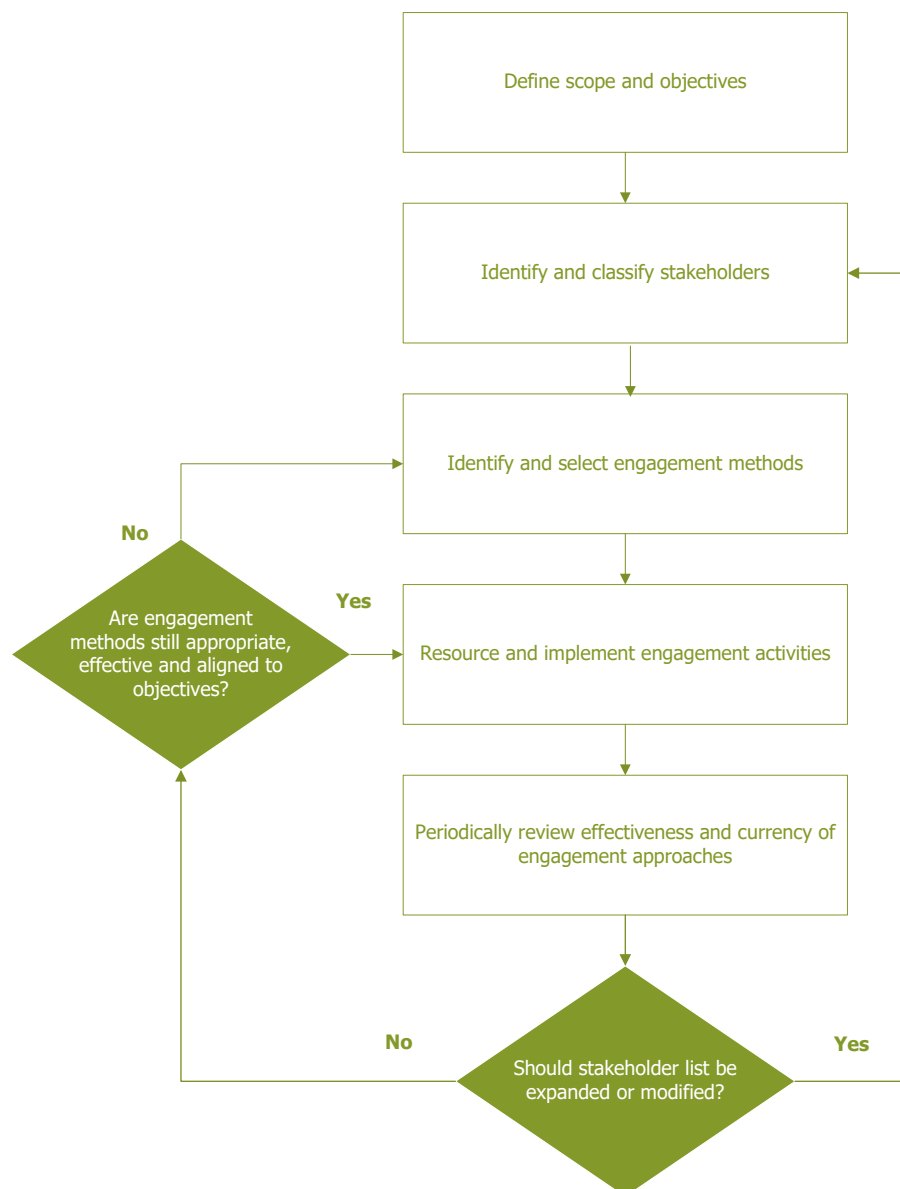 Define scope and objectives
Identify and classify stakeholders
Identify and select engagement methods
No
Yes
Are engagement
methods still appropriate,
effective and aligned to
objectives?
Resource and implement engagement activities
Periodically review effectiveness and currency of
engagement approaches
No
Yes
Should stakeholder list be
expanded or modified?